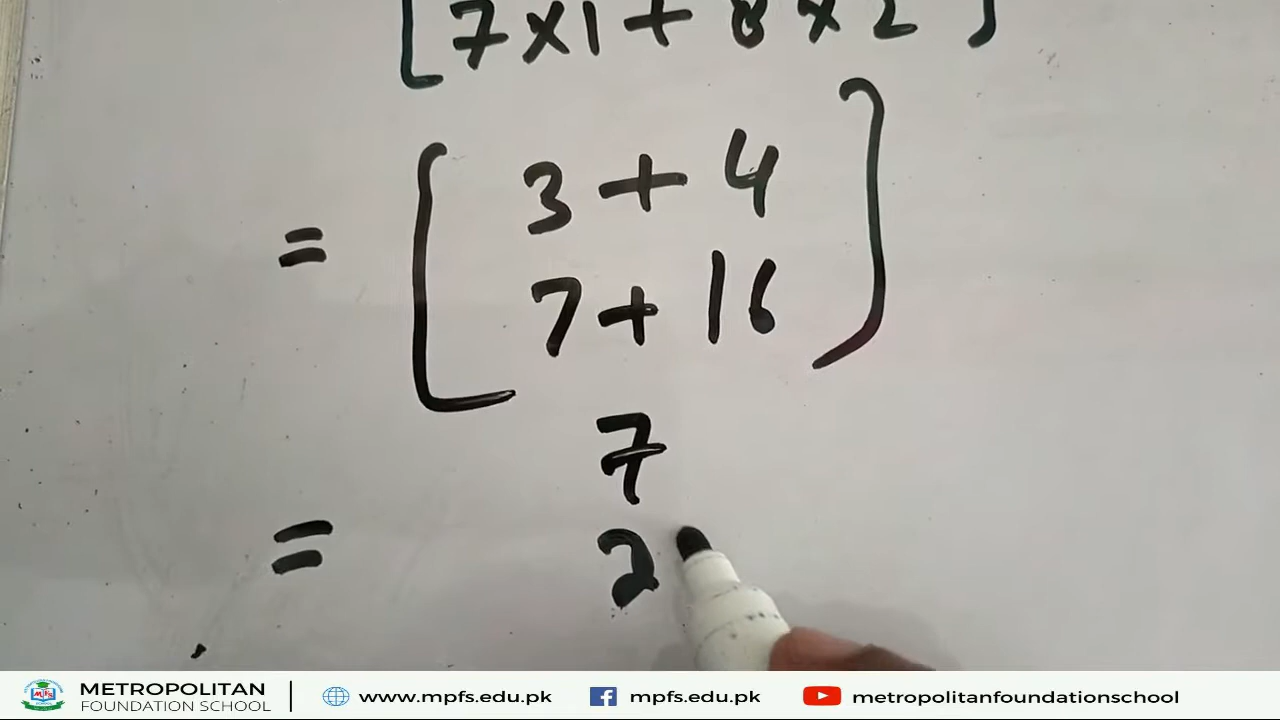 [7×1+8×2]
= [3+4
7+16]
7
= 2
METROPOLITAN
FOUNDATION SCHOOL
www.mpfs.edu.pk
mpfs.edu.pk
metropolitanfoundationschool